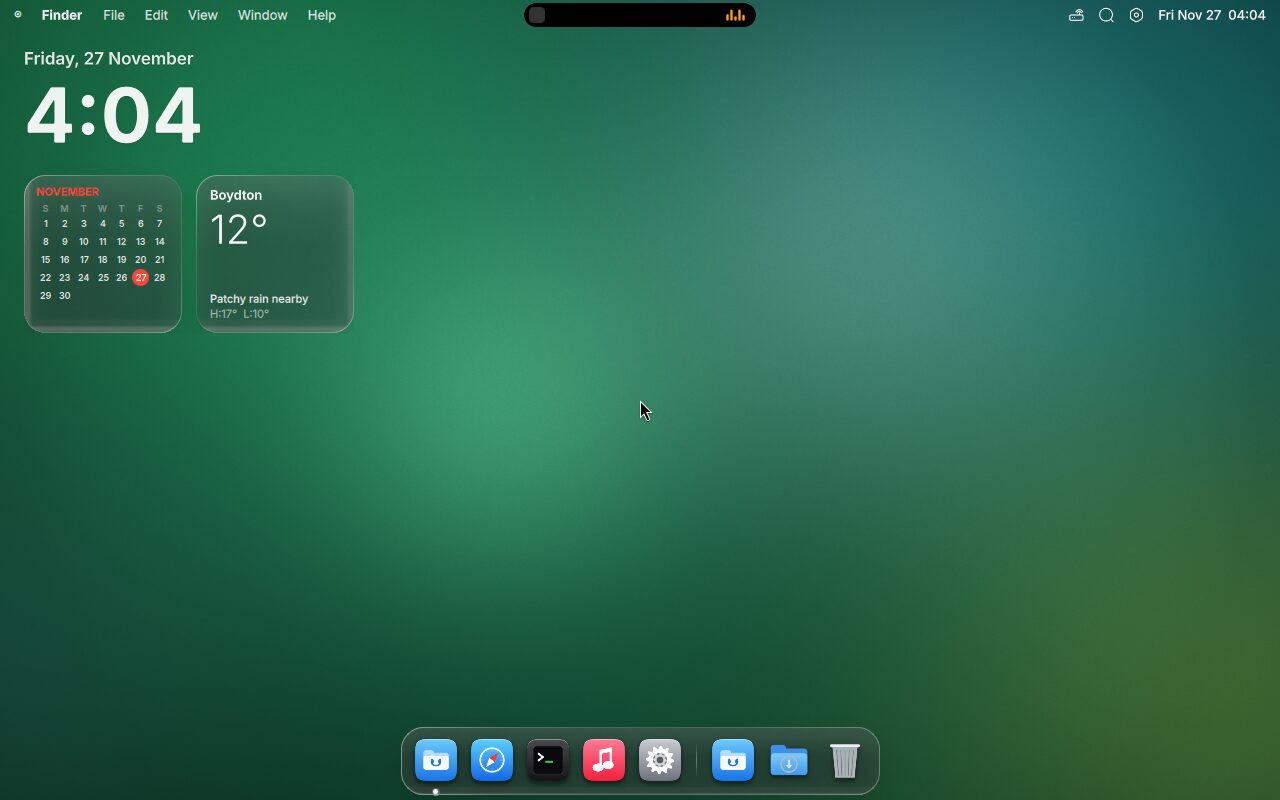 Finder File Edit View Window Help Fri Nov 27 04:04
Friday, 27 November
4:04
NOVEMBER
S M T W T F S
1 2 3 4 5 6 7
8 9 10 11 12 13 14
15 16 17 18 19 20 21
22 23 24 25 26 27 28
29 30
Boydton
12°
Patchy rain nearby
H:17° L:10°